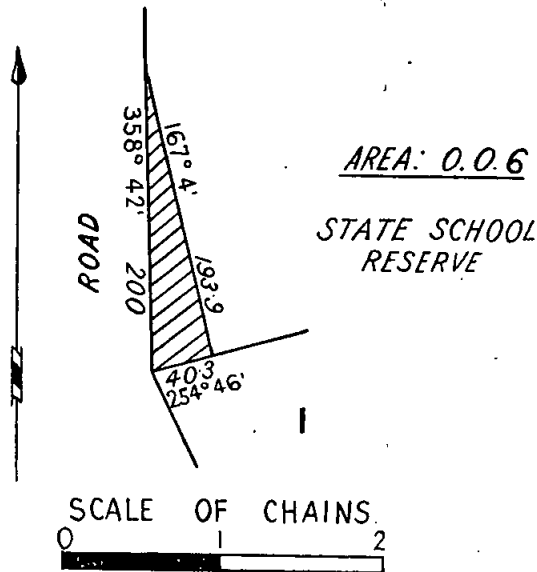 358° 42'
167° 4'
AREA: 0.0.6
STATE SCHOOL
RESERVE
ROAD
200
193.9
40.3
254° 46'
I
SCALE OF CHAINS
0 1 2